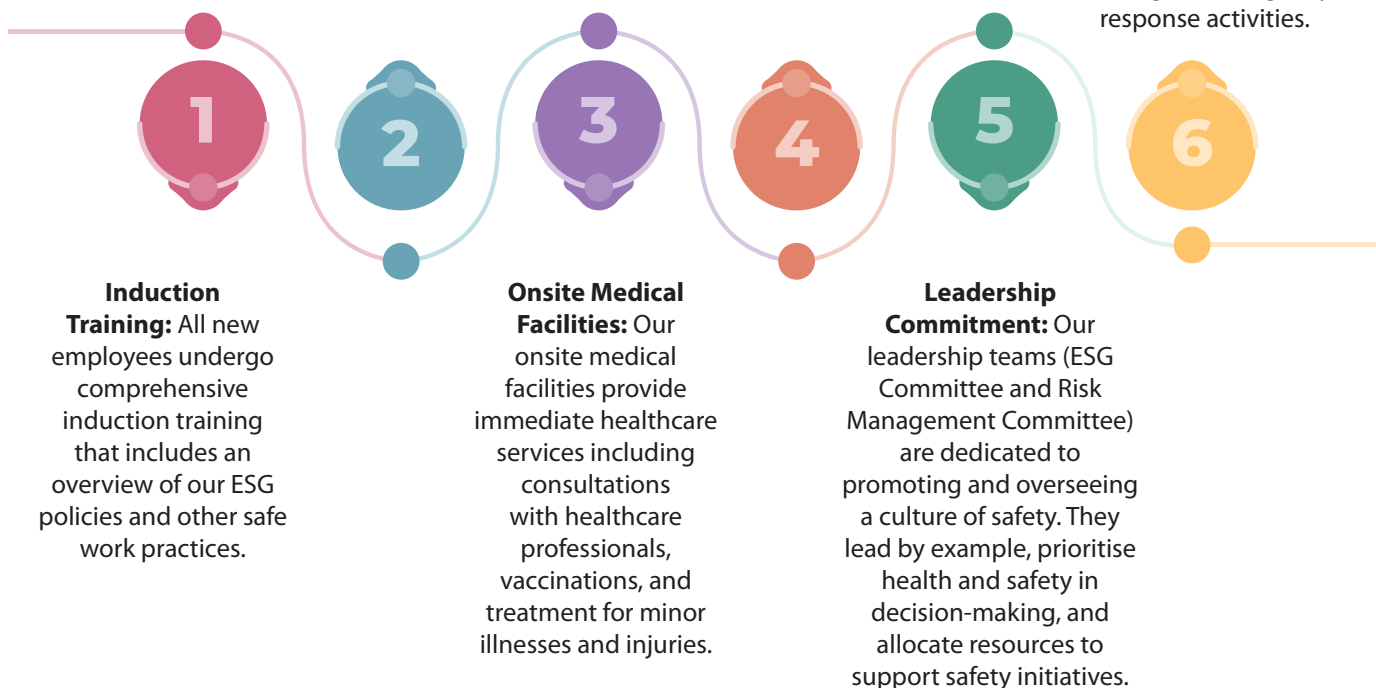 response activities.
1
2
3
4
5
6
Induction
Training: All new
employees undergo
comprehensive
induction training
that includes an
overview of our ESG
policies and other safe
work practices.
Onsite Medical
Facilities: Our
onsite medical
facilities provide
immediate healthcare
services including
consultations
with healthcare
professionals,
vaccinations, and
treatment for minor
illnesses and injuries.
Leadership
Commitment: Our
leadership teams (ESG
Committee and Risk
Management Committee)
are dedicated to
promoting and overseeing
a culture of safety. They
lead by example, prioritise
health and safety in
decision-making, and
allocate resources to
support safety initiatives.